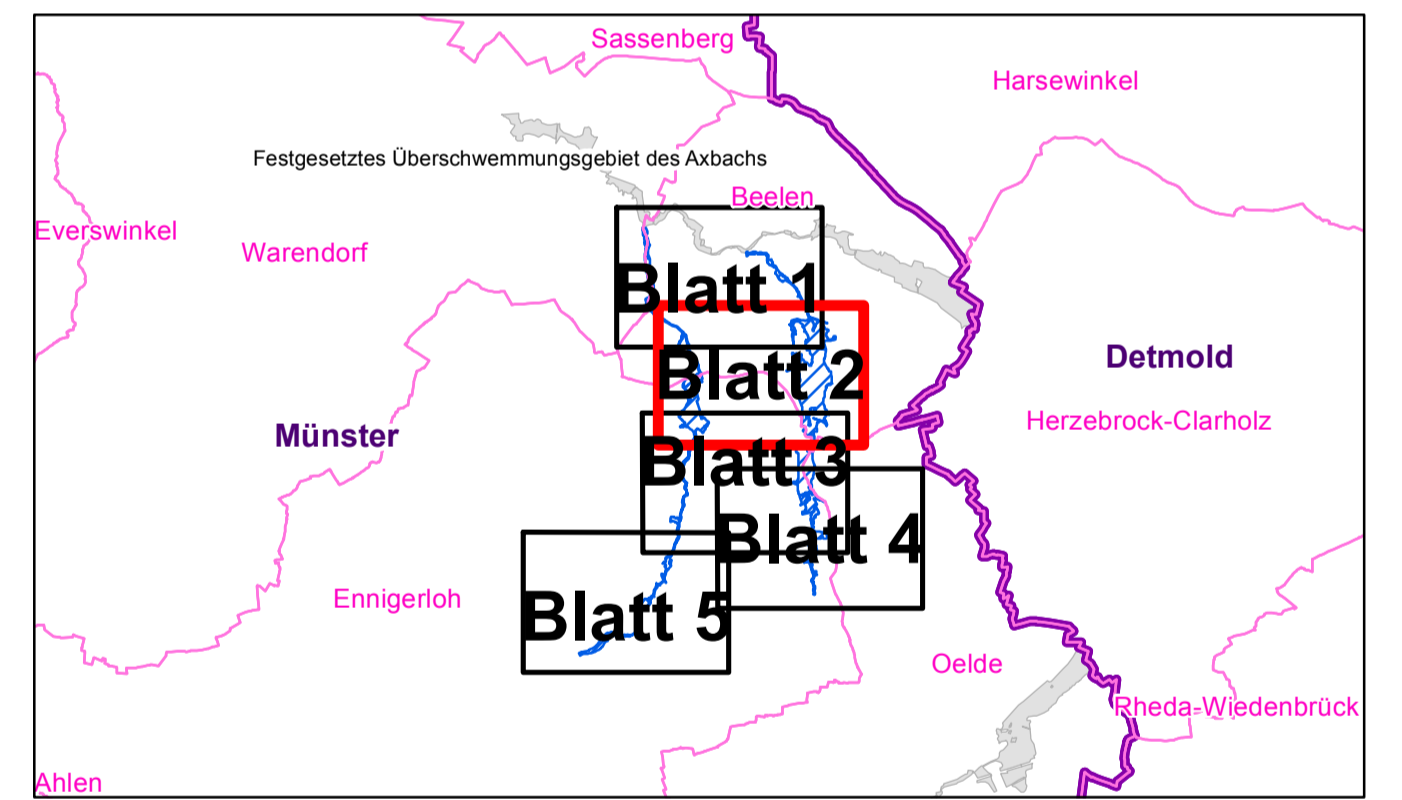 Sassenberg
Harsewinkel
Festgesetztes Überschwemmungsgebiet des Axbachs
Beelen
Everswinkel
Warendorf
Blatt 1
Detmold
Blatt 2
Herzebrock-Clarholz
Münster
Blatt 3
Blatt 4
Ennigerloh
Blatt 5
Oelde
Rheda-Wiedenbrück
Ahlen